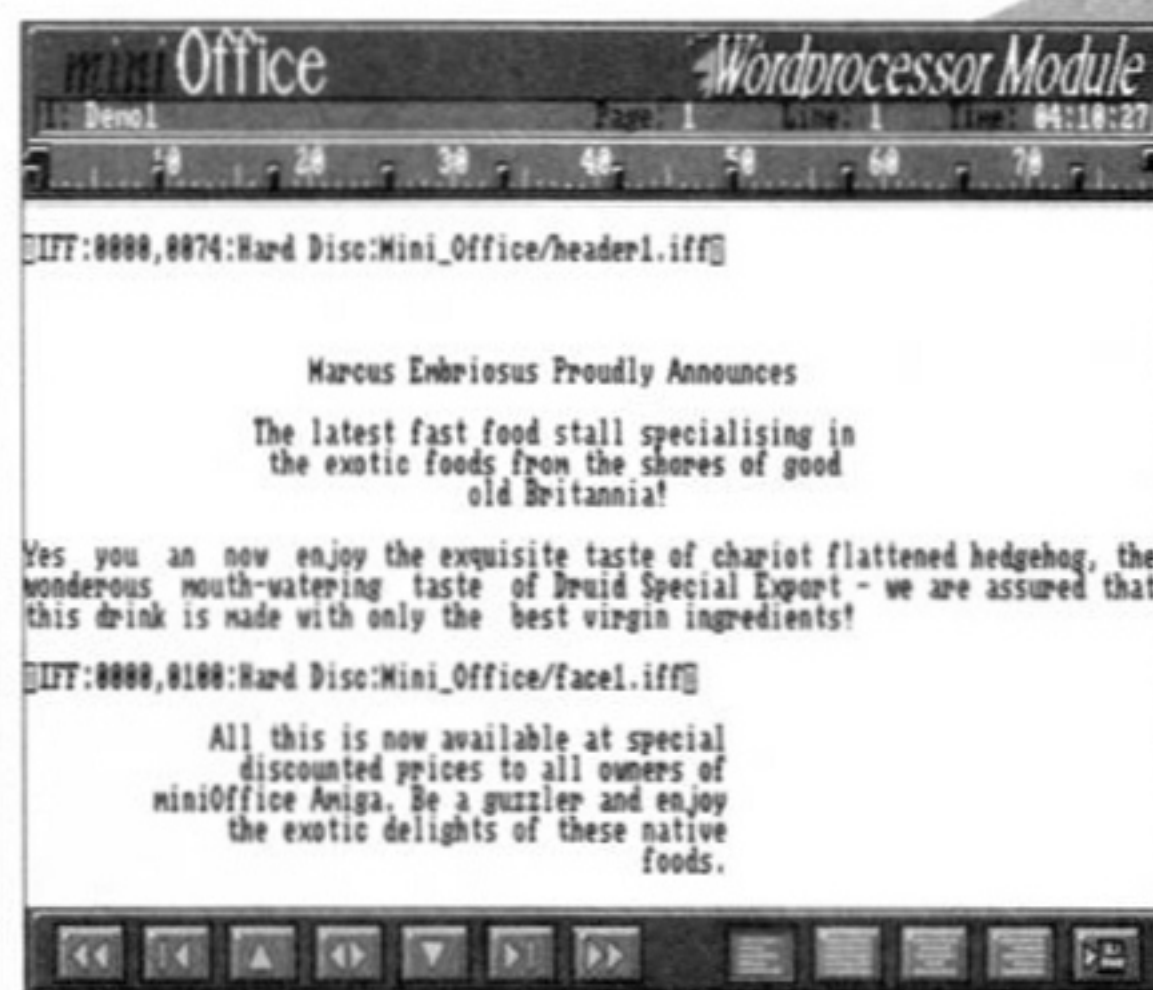 mini Office Wordprocessor Module
1: Demo1 Page: 1 Line: 1 Time: 04:10:27
10 20 30 40 50 60 70
IFF:0000,0074:Hard Disc:Mini_Office/header1.iff
Marcus Embriosus Proudly Announces
The latest fast food stall specialising in
the exotic foods from the shores of good
old Britannia!
Yes you an now enjoy the exquisite taste of chariot flattened hedgehog, the
wonderous mouth-watering taste of Druid Special Export - we are assured that
this drink is made with only the best virgin ingredients!
IFF:0000,0100:Hard Disc:Mini_Office/face1.iff
All this is now available at special
discounted prices to all owners of
miniOffice Amiga. Be a guzzler and enjoy
the exotic delights of these native
foods.